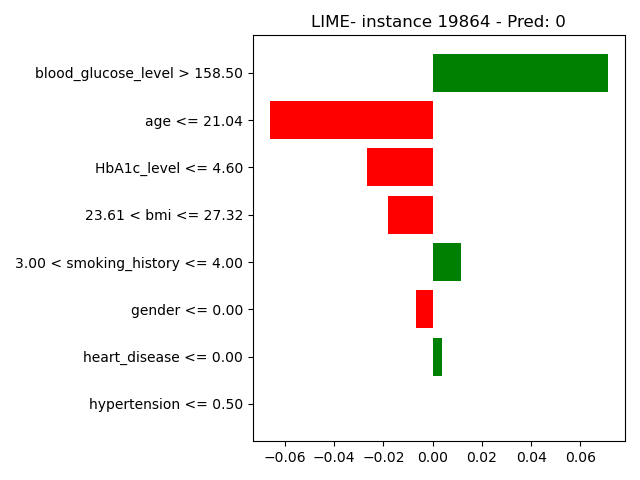 LIME- instance 19864 - Pred: 0
blood_glucose_level > 158.50
age <= 21.04
HbA1c_level <= 4.60
23.61 < bmi <= 27.32
3.00 < smoking_history <= 4.00
gender <= 0.00
heart_disease <= 0.00
hypertension <= 0.50
−0.06 −0.04 −0.02 0.00 0.02 0.04 0.06